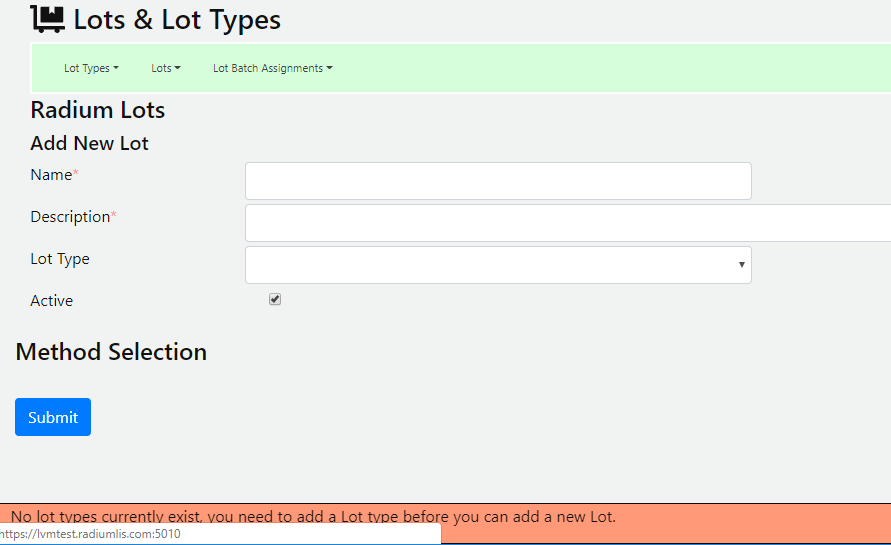 Lots & Lot Types
Lot Types Lots Lot Batch Assignments
Radium Lots
Add New Lot
Name*
Description*
Lot Type
Active
Method Selection
Submit
No lot types currently exist, you need to add a Lot type before you can add a new Lot.
https://lvmtest.radiumlis.com:5010